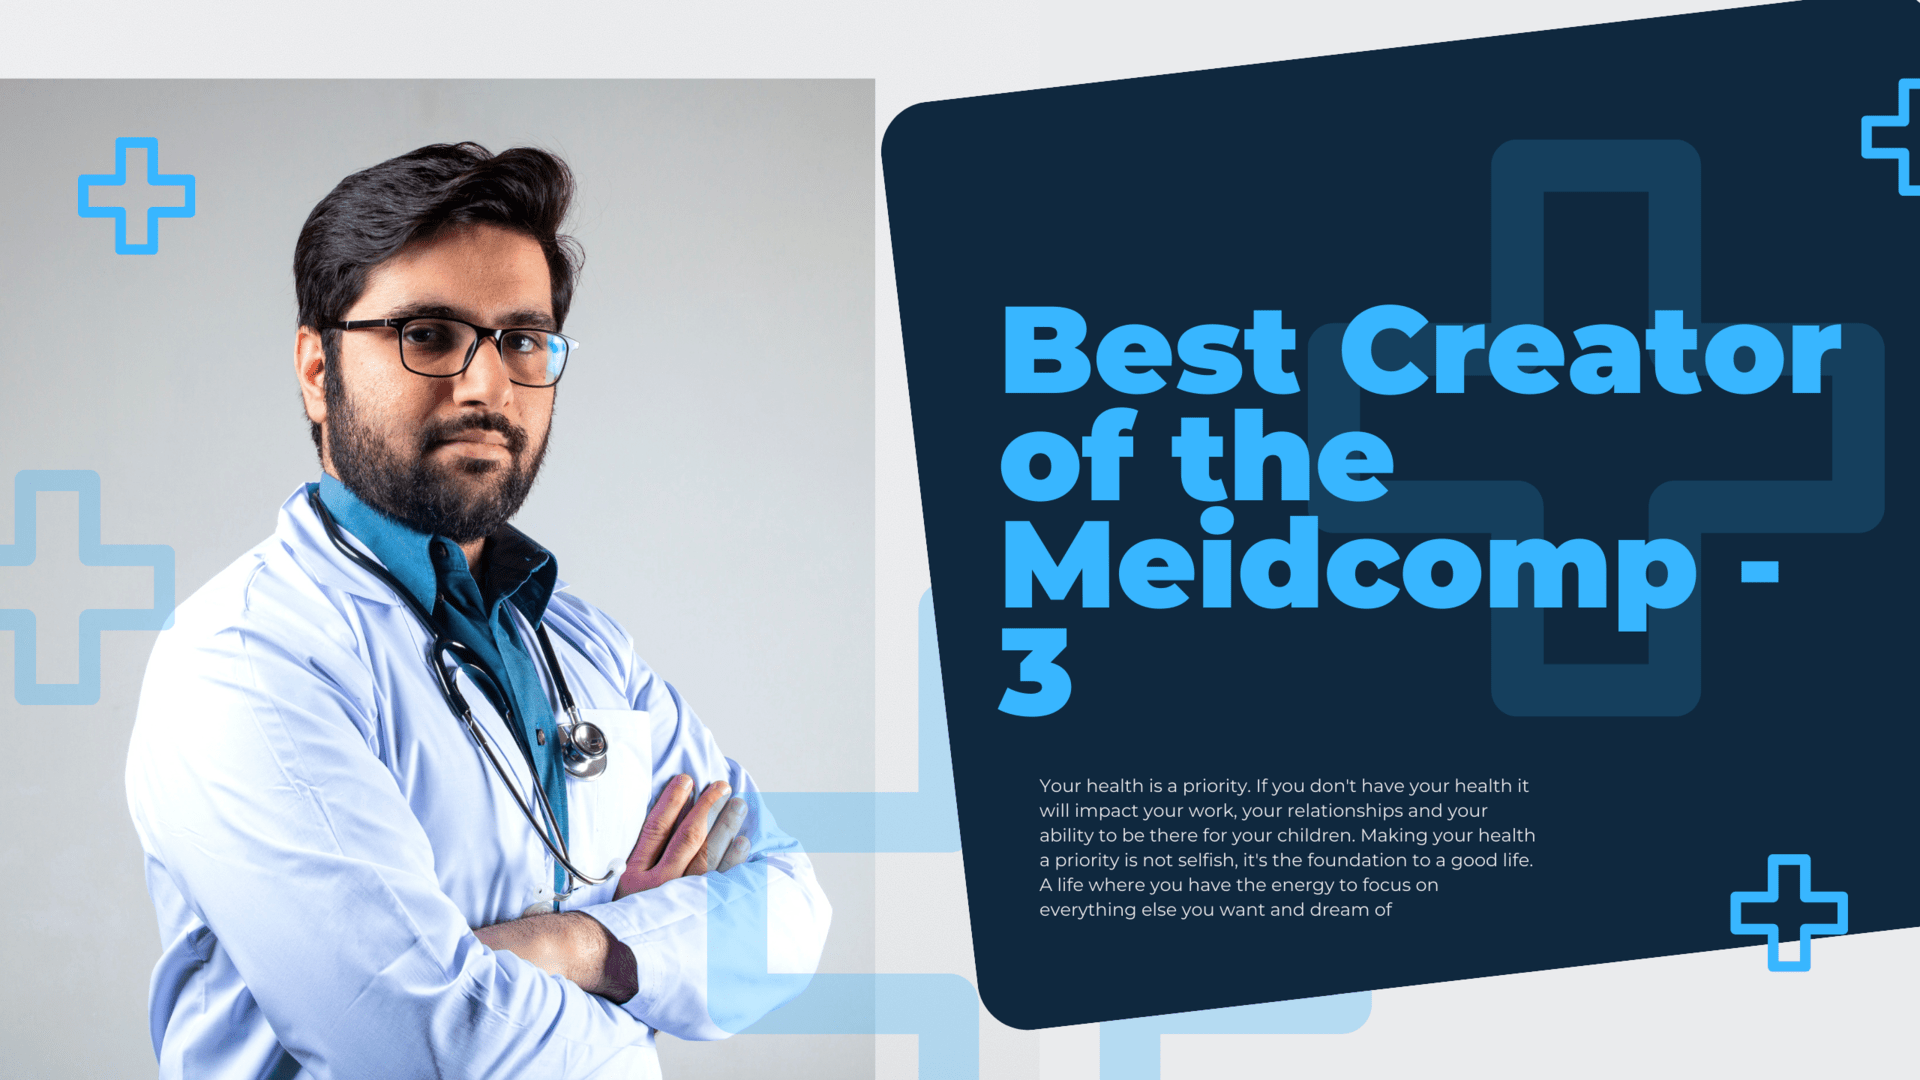 Best Creator
of the
Meidcomp -
3
Your health is a priority. If you don't have your health it
will impact your work, your relationships and your
ability to be there for your children. Making your health
a priority is not selfish, it's the foundation to a good life.
A life where you have the energy to focus on
everything else you want and dream of